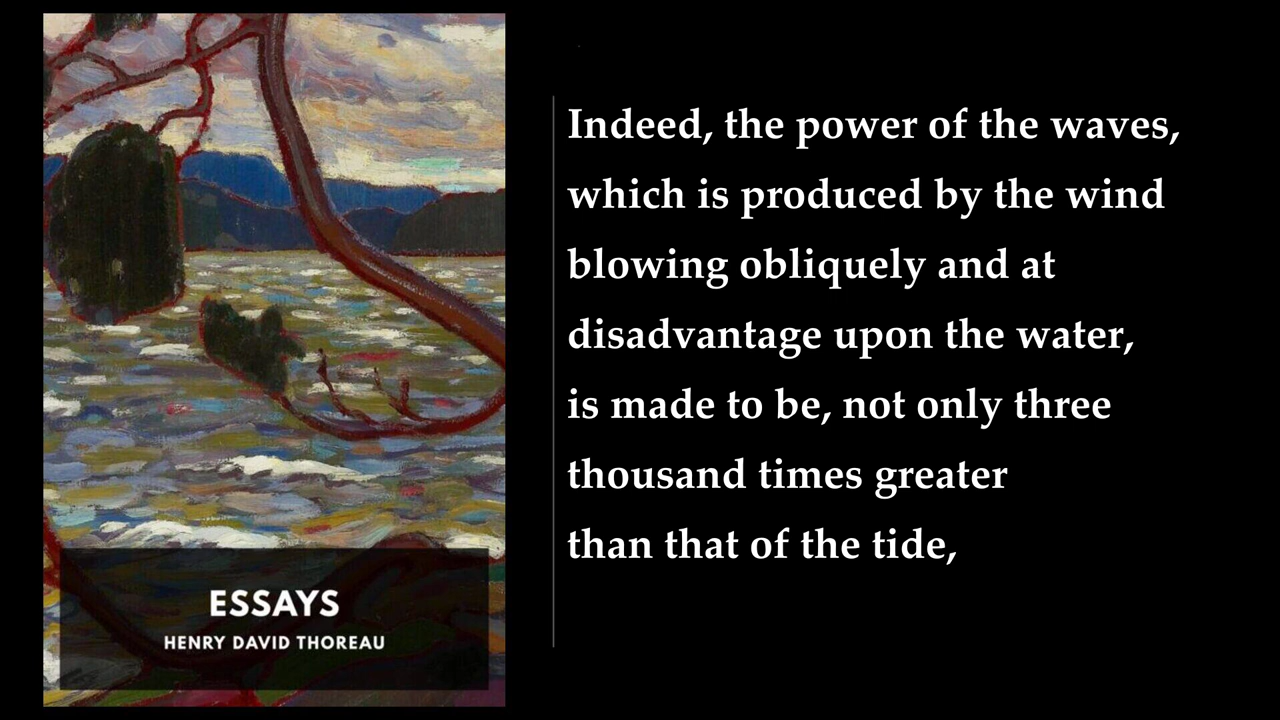 Indeed, the power of the waves,
which is produced by the wind
blowing obliquely and at
disadvantage upon the water,
is made to be, not only three
thousand times greater
than that of the tide,
ESSAYS
HENRY DAVID THOREAU